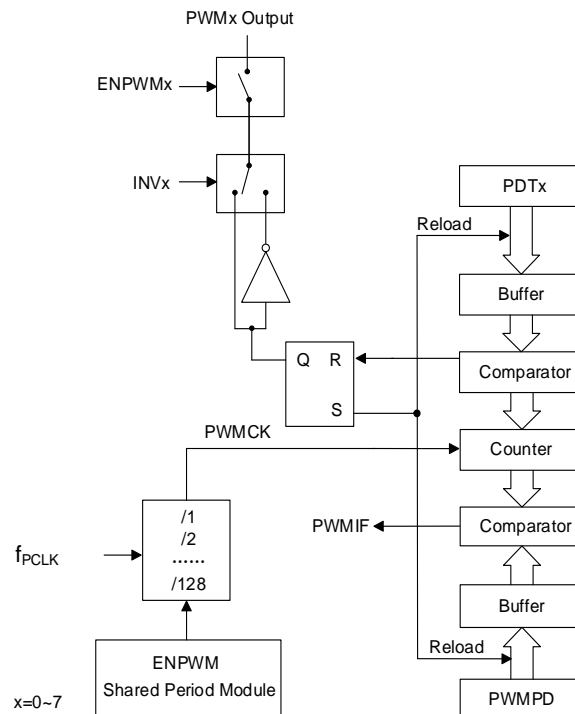 PWMx Output
ENPWMx
INVx
PDTx
Reload
Buffer
Q R
Comparator
S
PWMCK
Counter
/1
/2
......
/128
PWMIF
Comparator
fPCLK
Buffer
ENPWM
Shared Period Module
Reload
x=0~7
PWMPD